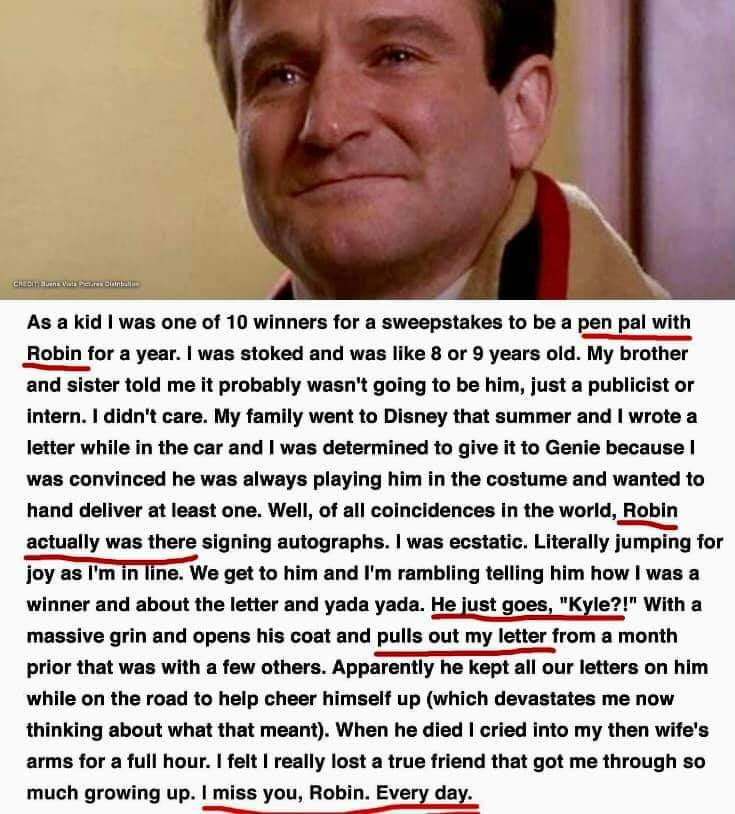 CREDIT: Buena Vista Pictures Distribution
As a kid I was one of 10 winners for a sweepstakes to be a pen pal with
Robin for a year. I was stoked and was like 8 or 9 years old. My brother
and sister told me it probably wasn't going to be him, just a publicist or
intern. I didn't care. My family went to Disney that summer and I wrote a
letter while in the car and I was determined to give it to Genie because I
was convinced he was always playing him in the costume and wanted to
hand deliver at least one. Well, of all coincidences in the world, Robin
actually was there signing autographs. I was ecstatic. Literally jumping for
joy as I'm in line. We get to him and I'm rambling telling him how I was a
winner and about the letter and yada yada. He just goes, "Kyle?!" With a
massive grin and opens his coat and pulls out my letter from a month
prior that was with a few others. Apparently he kept all our letters on him
while on the road to help cheer himself up (which devastates me now
thinking about what that meant). When he died I cried into my then wife's
arms for a full hour. I felt I really lost a true friend that got me through so
much growing up. I miss you, Robin. Every day.